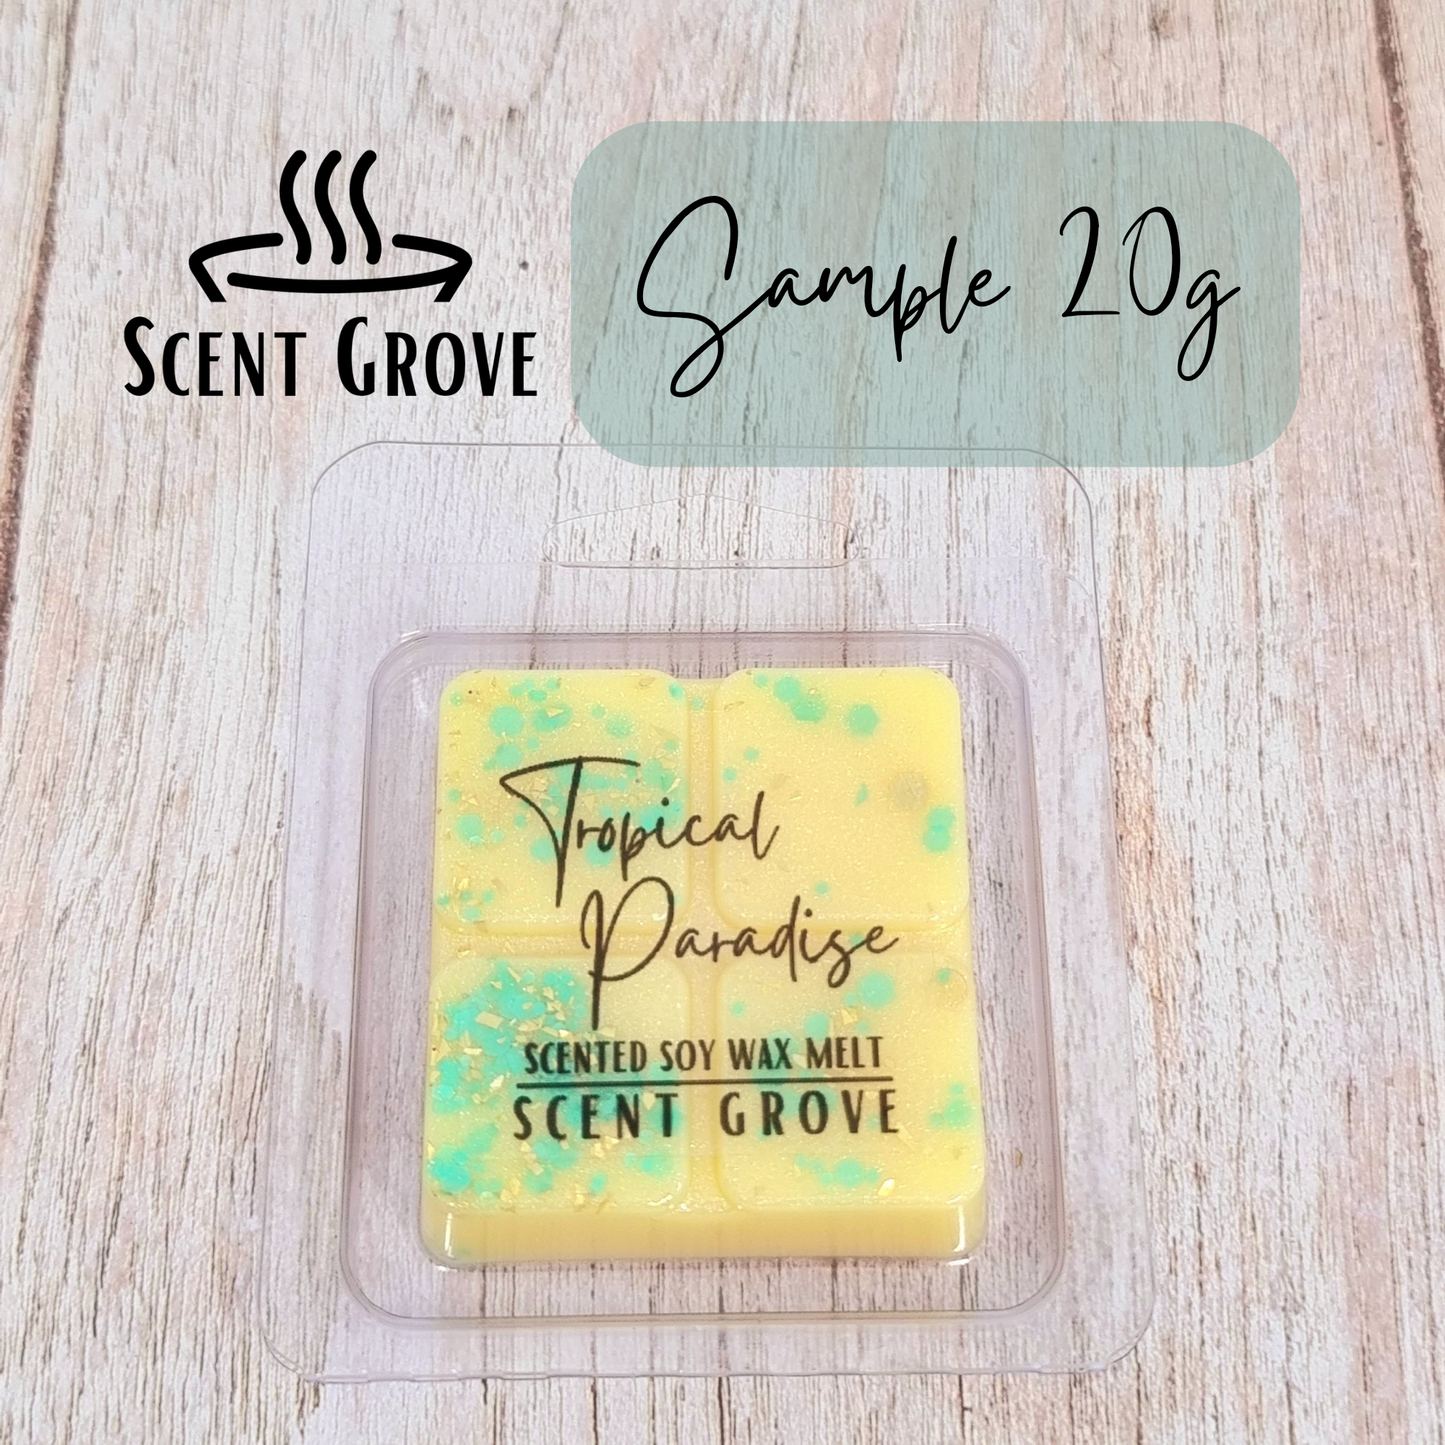 SCENT GROVE
Sample 20g
Tropical
Paradise
SCENTED SOY WAX MELT
SCENT GROVE